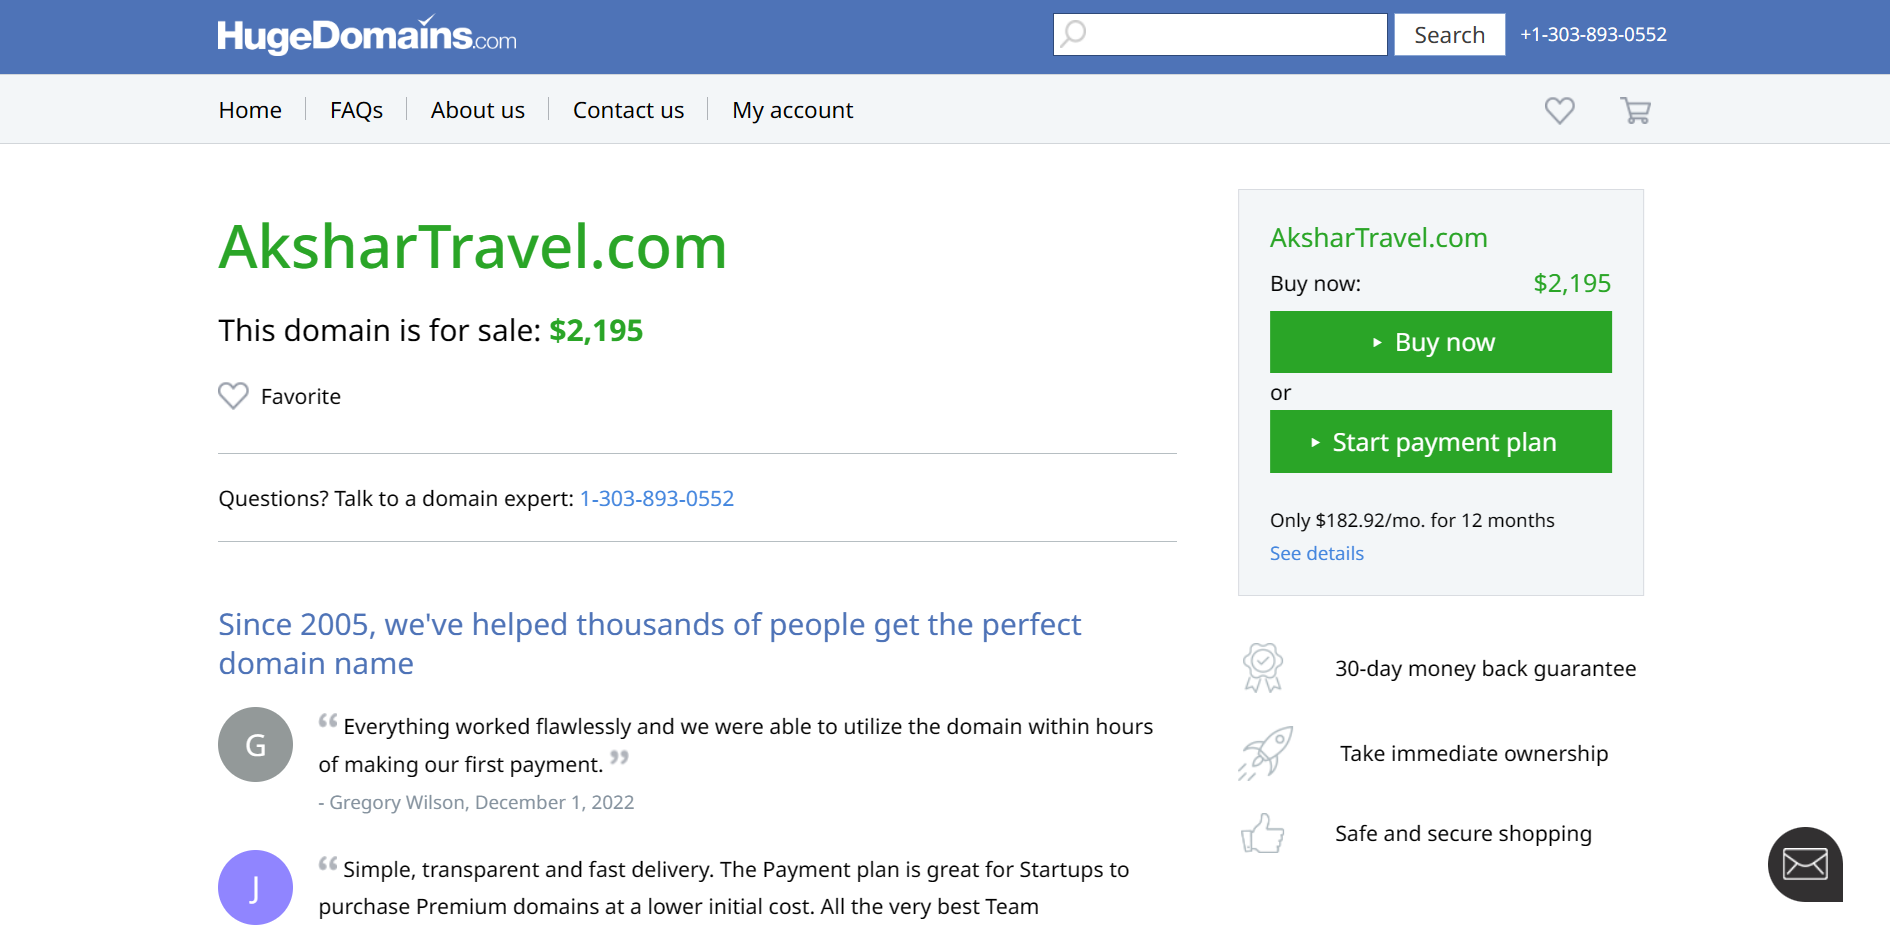 HugeDomains.com
Search
+1-303-893-0552
Home
FAQs
About us
Contact us
My account
AksharTravel.com
This domain is for sale: $2,195
Favorite
Questions? Talk to a domain expert: 1-303-893-0552
Since 2005, we've helped thousands of people get the perfect
domain name
G
“ Everything worked flawlessly and we were able to utilize the domain within hours
of making our first payment. ”
- Gregory Wilson, December 1, 2022
J
“ Simple, transparent and fast delivery. The Payment plan is great for Startups to
purchase Premium domains at a lower initial cost. All the very best Team
AksharTravel.com
Buy now: $2,195
Buy now
or
Start payment plan
Only $182.92/mo. for 12 months
See details
30-day money back guarantee
Take immediate ownership
Safe and secure shopping